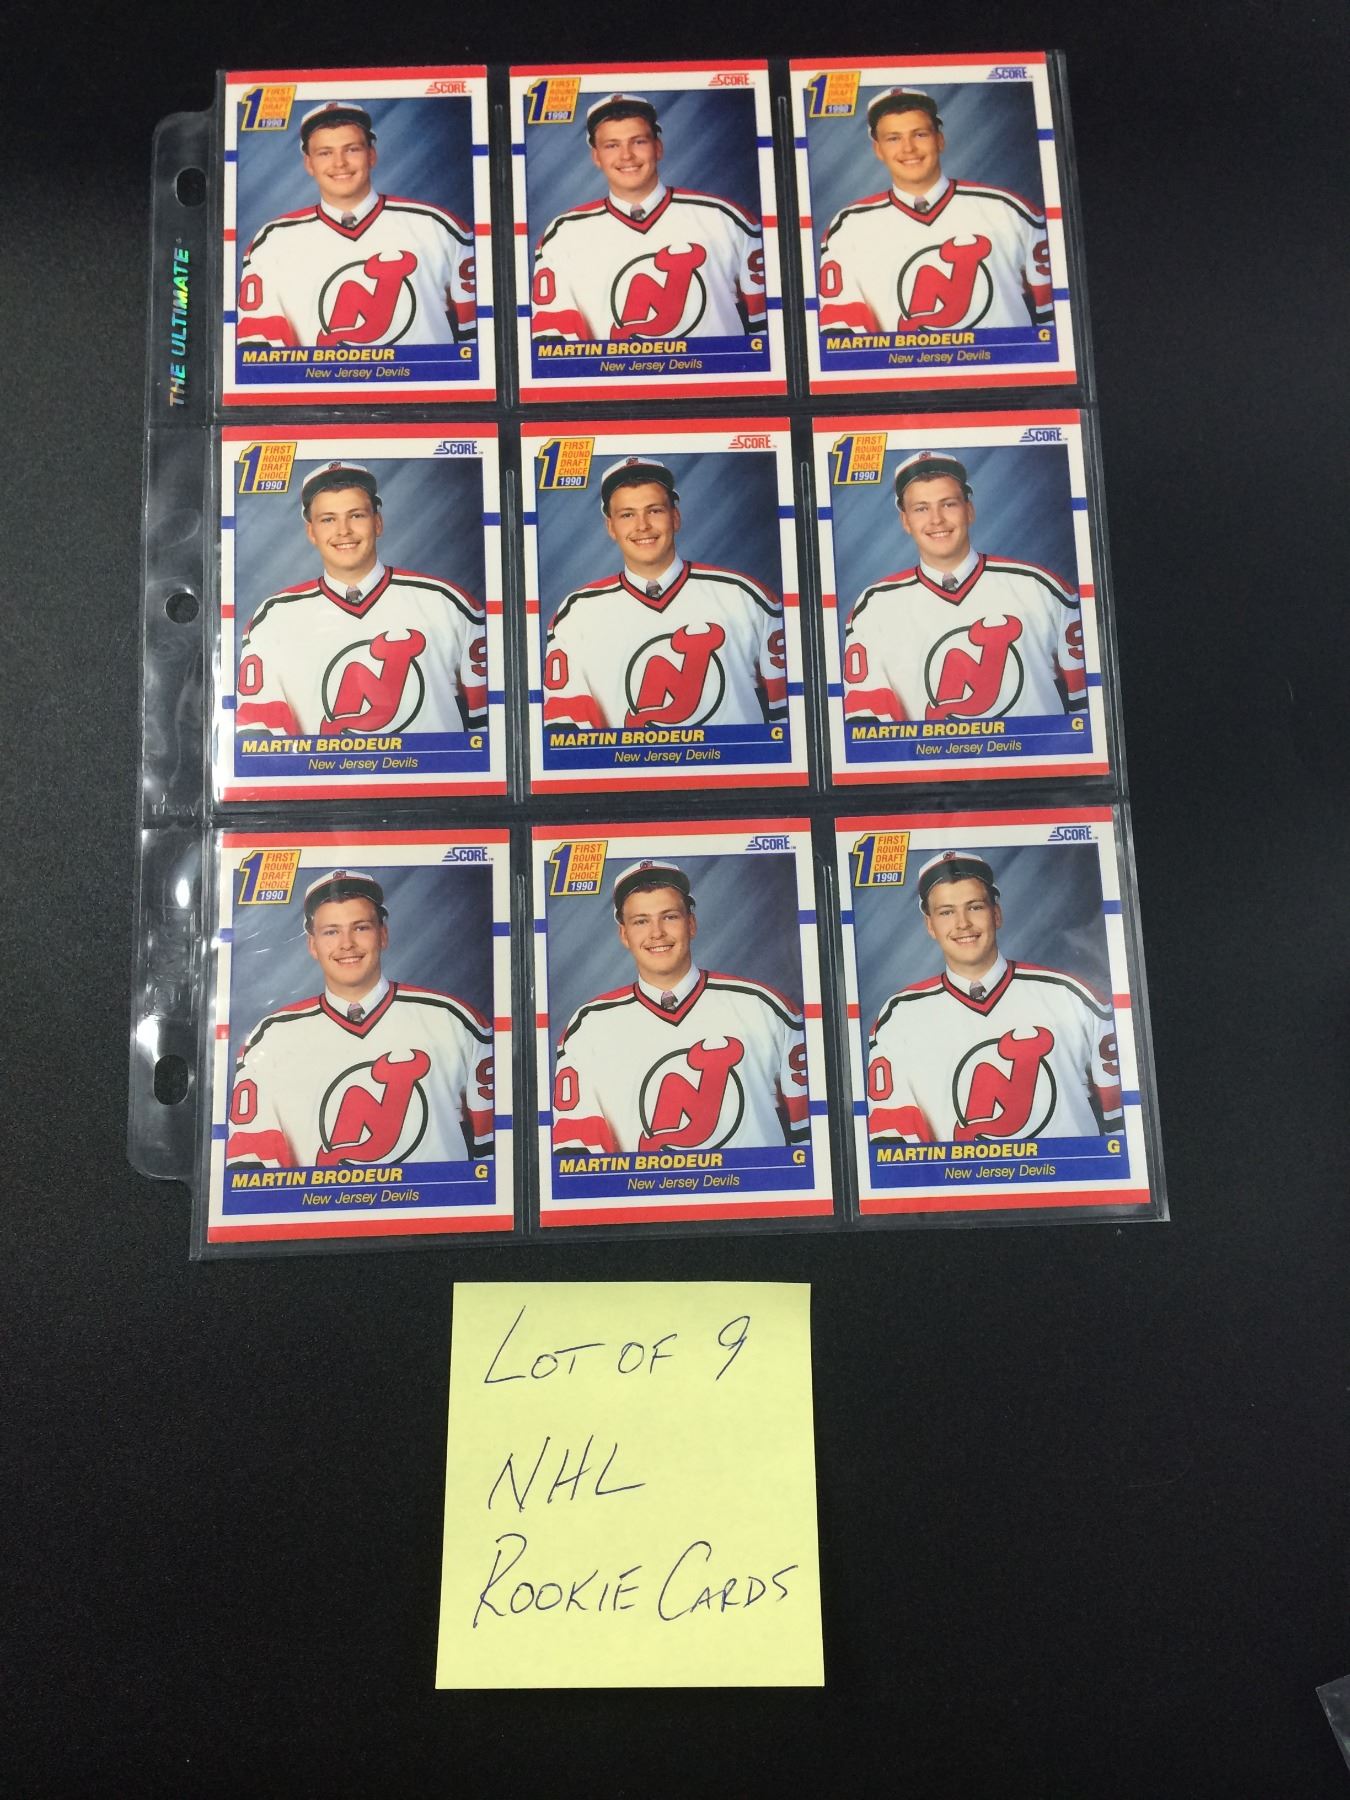 THE ULTIMATE
1 FIRST ROUND DRAFT CHOICE 1990
SCORE
MARTIN BRODEUR G
New Jersey Devils
1 FIRST ROUND DRAFT CHOICE 1990
SCORE
MARTIN BRODEUR G
New Jersey Devils
1 FIRST ROUND DRAFT CHOICE 1990
SCORE
MARTIN BRODEUR G
New Jersey Devils
1 FIRST ROUND DRAFT CHOICE 1990
SCORE
MARTIN BRODEUR G
New Jersey Devils
1 FIRST ROUND DRAFT CHOICE 1990
SCORE
MARTIN BRODEUR G
New Jersey Devils
1 FIRST ROUND DRAFT CHOICE 1990
SCORE
MARTIN BRODEUR G
New Jersey Devils
1 FIRST ROUND DRAFT CHOICE 1990
SCORE
MARTIN BRODEUR G
New Jersey Devils
1 FIRST ROUND DRAFT CHOICE 1990
SCORE
MARTIN BRODEUR G
New Jersey Devils
1 FIRST ROUND DRAFT CHOICE 1990
SCORE
MARTIN BRODEUR G
New Jersey Devils
LOT OF 9
NHL
ROOKIE CARDS